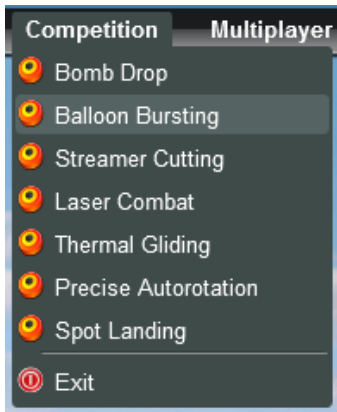 Competition Multiplayer
Bomb Drop
Balloon Bursting
Streamer Cutting
Laser Combat
Thermal Gliding
Precise Autorotation
Spot Landing
Exit